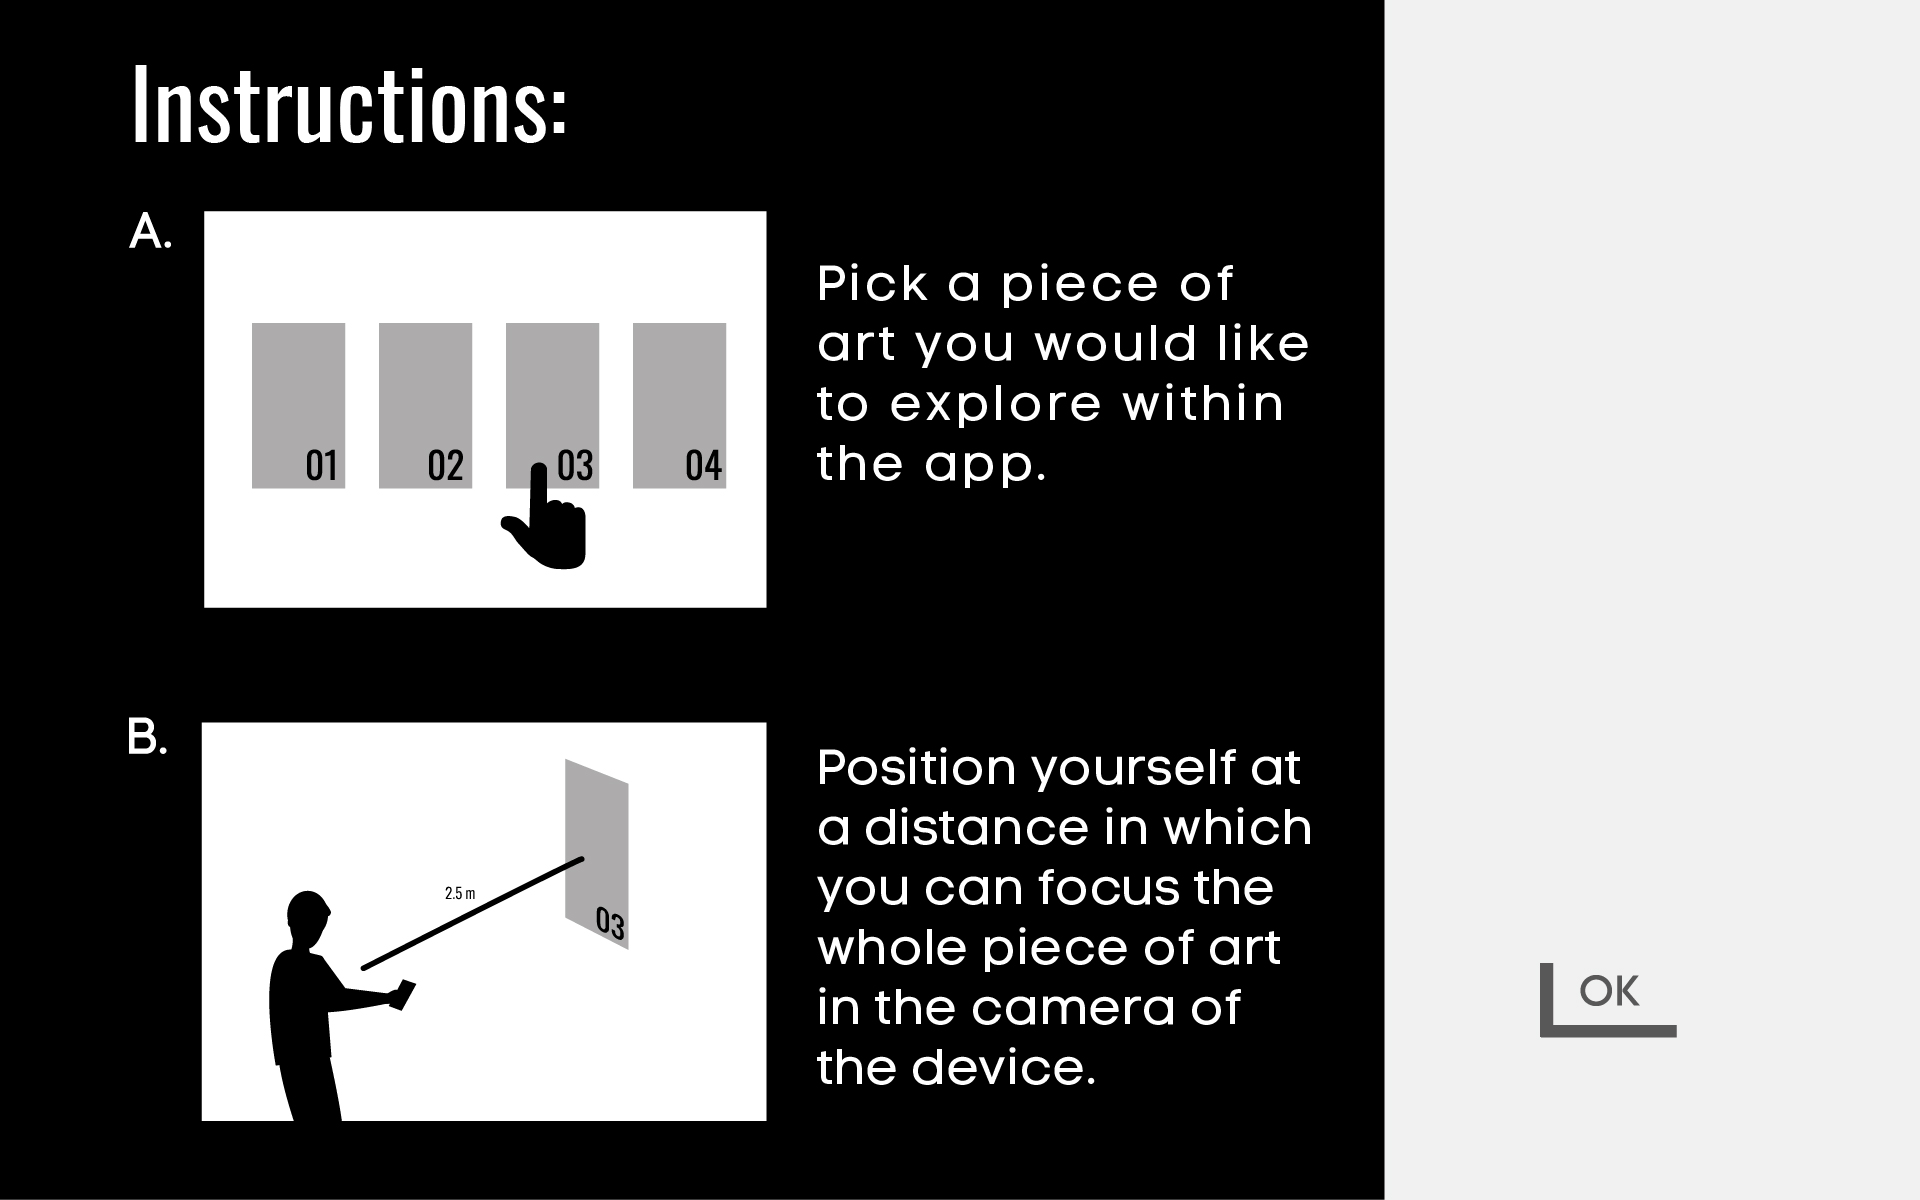 Instructions:
A.
01
02
03
04
Pick a piece of
art you would like
to explore within
the app.
B.
2.5 m
03
Position yourself at
a distance in which
you can focus the
whole piece of art
in the camera of
the device.
OK